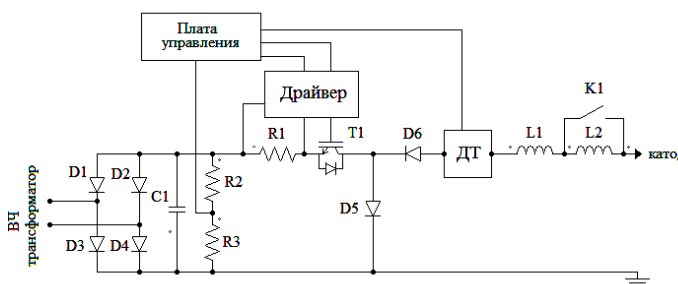 Плата
управления
Драйвер
K1
R1
T1
D6
ДТ
L1
L2
като
D1
D2
C1
R2
D5
ВЧ
трансформатор
D3
D4
R3